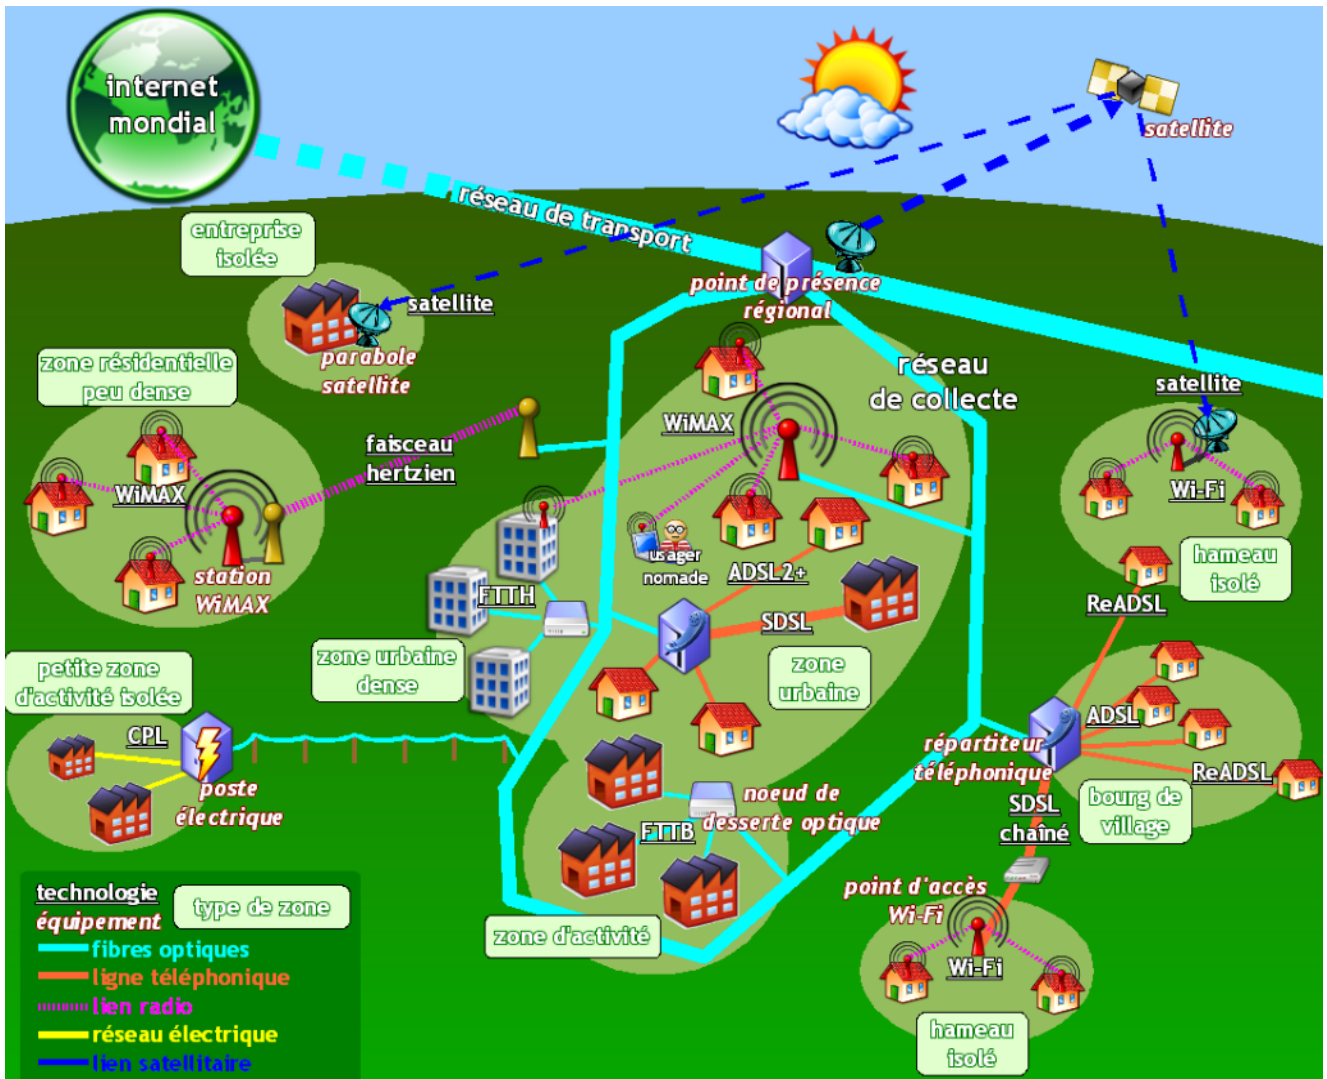 internet
mondial
satellite
réseau de transport
entreprise
isolée
point de présence
régional
satellite
parabole
satellite
zone résidentielle
peu dense
réseau
de collecte
satellite
WiMAX
faisceau
hertzien
WiMAX
Wi-Fi
station
WiMAX
usager
nomade
ADSL2+
hameau
isolé
FTTH
SDSL
ReADSL
zone urbaine
dense
zone
urbaine
petite zone
d'activité isolée
CPL
ADSL
répartiteur
téléphonique
ReADSL
poste
électrique
noeud de
desserte optique
FTTB
SDSL
chaîné
bourg de
village
technologie
équipement
type de zone
point d'accès
Wi-Fi
zone d'activité
fibres optiques
ligne téléphonique
lien radio
réseau électrique
lien satellitaire
Wi-Fi
hameau
isolé